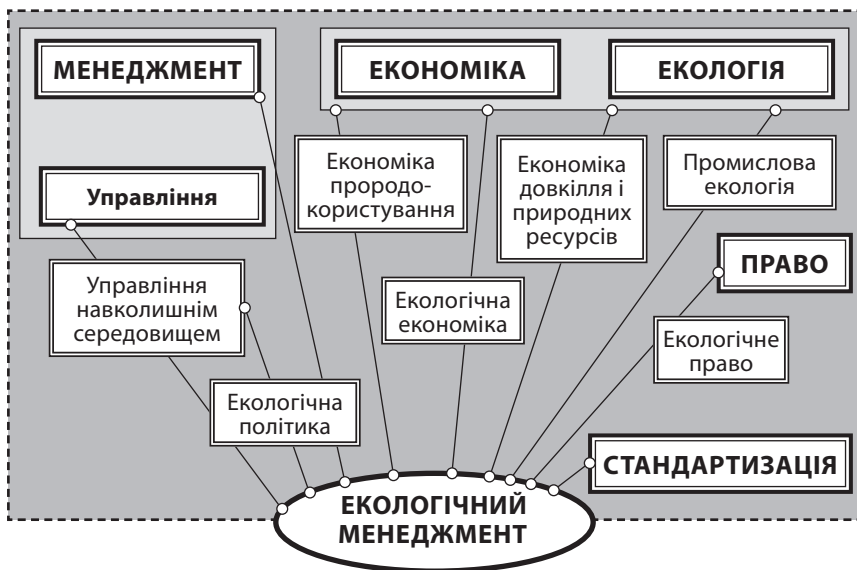 МЕНЕДЖМЕНТ
ЕКОНОМІКА
ЕКОЛОГІЯ
Управління
Економіка
прородо-
користування
Економіка
довкілля і
природних
ресурсів
Промислова
екологія
ПРАВО
Управління
навколишнім
середовищем
Екологічна
економіка
Екологічне
право
Екологічна
політика
СТАНДАРТИЗАЦІЯ
ЕКОЛОГІЧНИЙ
МЕНЕДЖМЕНТ